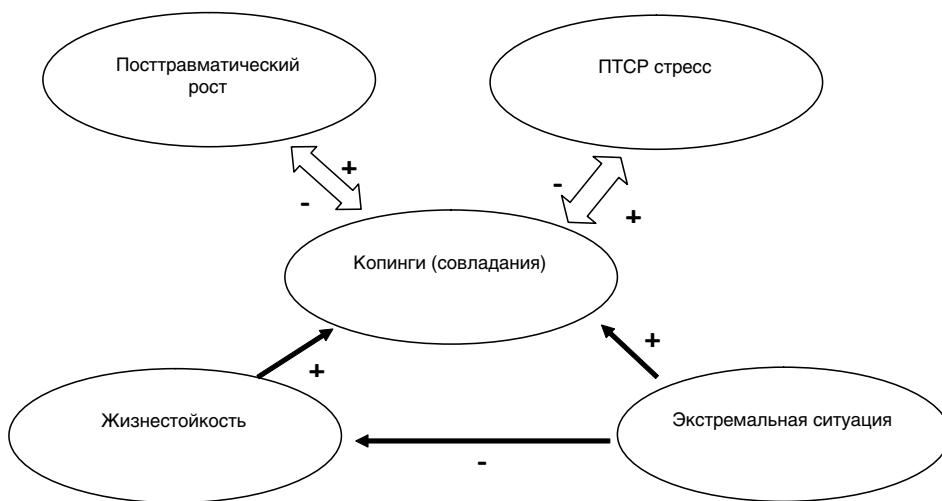 Посттравматический
рост
ПТСР стресс
+
-
-
+
Копинги (совладания)
+
+
Жизнестойкость
Экстремальная ситуация
-